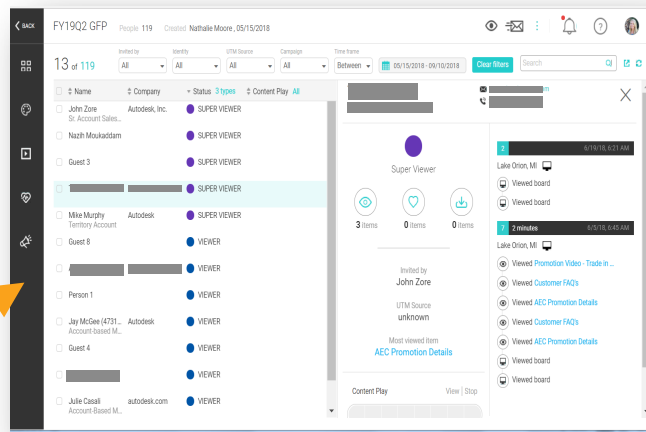 BACK
FY19Q2 GFP People 119 Created Nathalie Moore , 05/15/2018
13 of 119
Invited by Identity UTM Source Campaign Time frame
All All All All Between 05/15/2018 - 09/10/2018 Clear filters Search
Name Company Status 3 types Content Play All
John Zore Autodesk, Inc. SUPER VIEWER
Sr. Account Sales...
Nazih Moukaddam SUPER VIEWER
Guest 3 SUPER VIEWER
SUPER VIEWER
Mike Murphy Autodesk SUPER VIEWER
Territory Account
Guest 8 VIEWER
VIEWER
Person 1 VIEWER
Jay McGee (4731... Autodesk VIEWER
Account-based M...
Guest 4 VIEWER
VIEWER
Julie Casali autodesk.com VIEWER
Account-Based M...
Super Viewer
3 items 0 items 0 items
Invited by
John Zore
UTM Source
unknown
Most viewed item
AEC Promotion Details
Content Play View | Stop
2 6/19/18, 6:21 AM
Lake Orion, MI
Viewed board
Viewed board
7 2 minutes 6/5/18, 6:45 AM
Lake Orion, MI
Viewed Promotion Video - Trade in ...
Viewed Customer FAQ's
Viewed AEC Promotion Details
Viewed Customer FAQ's
Viewed AEC Promotion Details
Viewed board
Viewed board